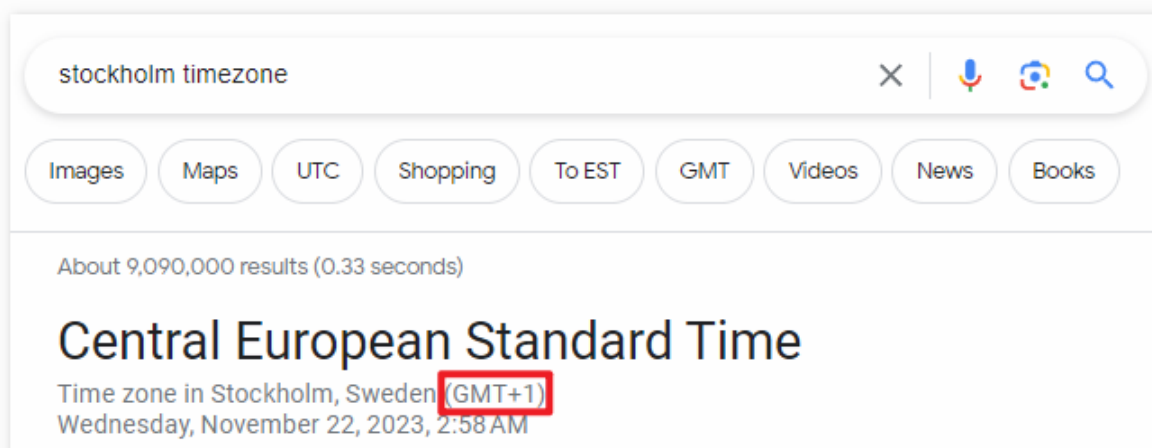 stockholm timezone
Images Maps UTC Shopping To EST GMT Videos News Books
About 9,090,000 results (0.33 seconds)
Central European Standard Time
Time zone in Stockholm, Sweden (GMT+1)
Wednesday, November 22, 2023, 2:58 AM